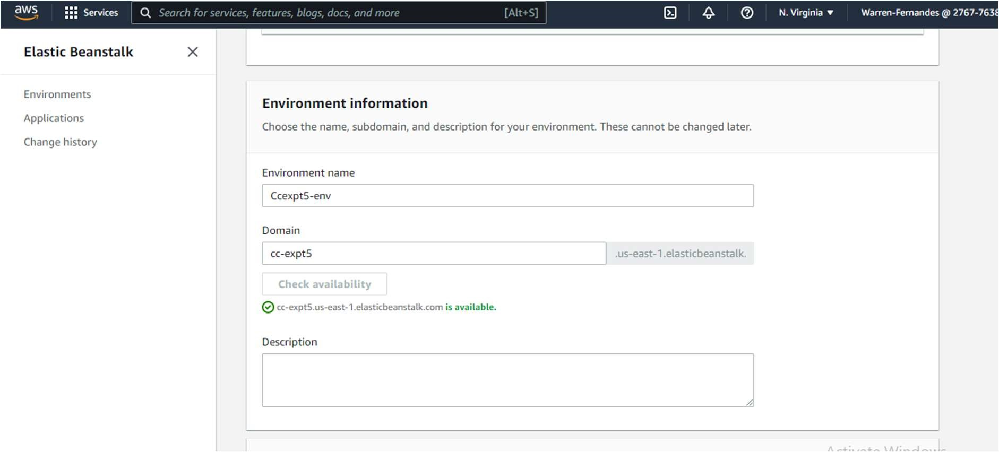 aws Services Search for services, features, blogs, docs, and more [Alt+S] N. Virginia ▼ Warren-Fernandes @ 2767-7638
Elastic Beanstalk
Environments
Applications
Change history
Environment information
Choose the name, subdomain, and description for your environment. These cannot be changed later.
Environment name
Ccexpt5-env
Domain
cc-expt5 .us-east-1.elasticbeanstalk.
Check availability
cc-expt5.us-east-1.elasticbeanstalk.com is available.
Description
Activate Windows